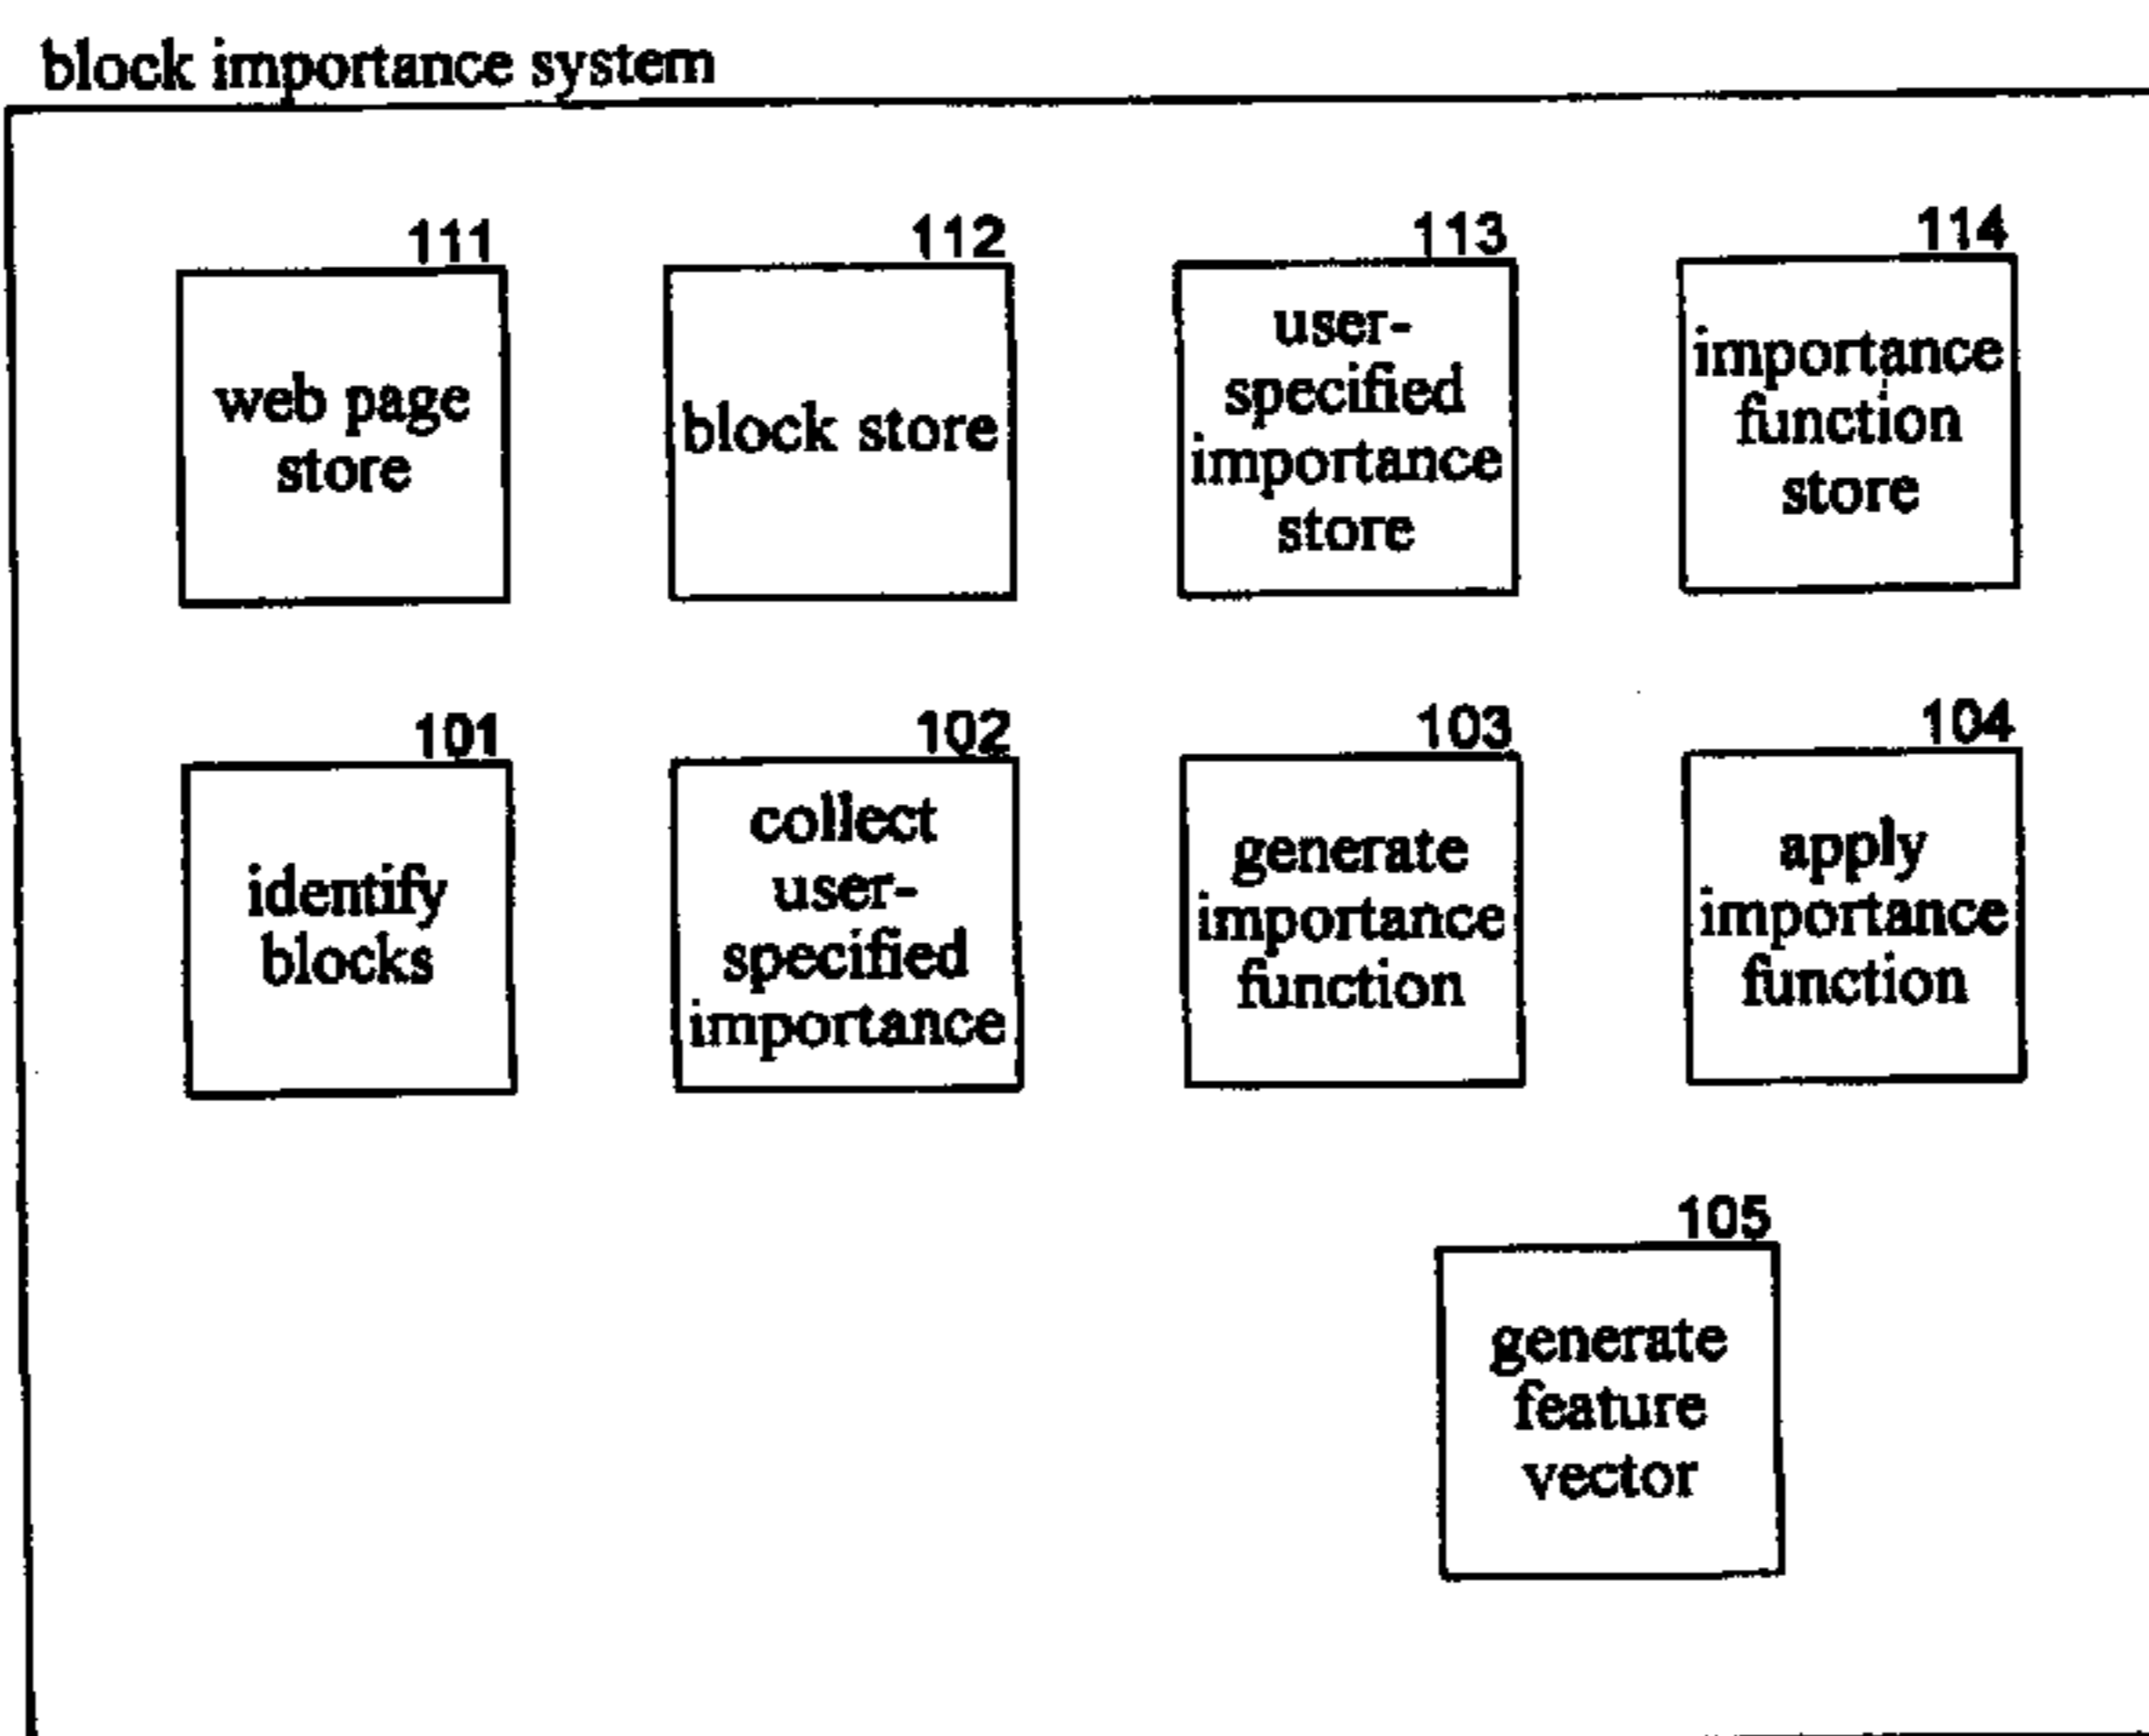 block importance system
111
web page
store
112
block store
113
user-
specified
importance
store
114
importance
function
store
101
identify
blocks
102
collect
user-
specified
importance
103
generate
importance
function
104
apply
importance
function
105
generate
feature
vector